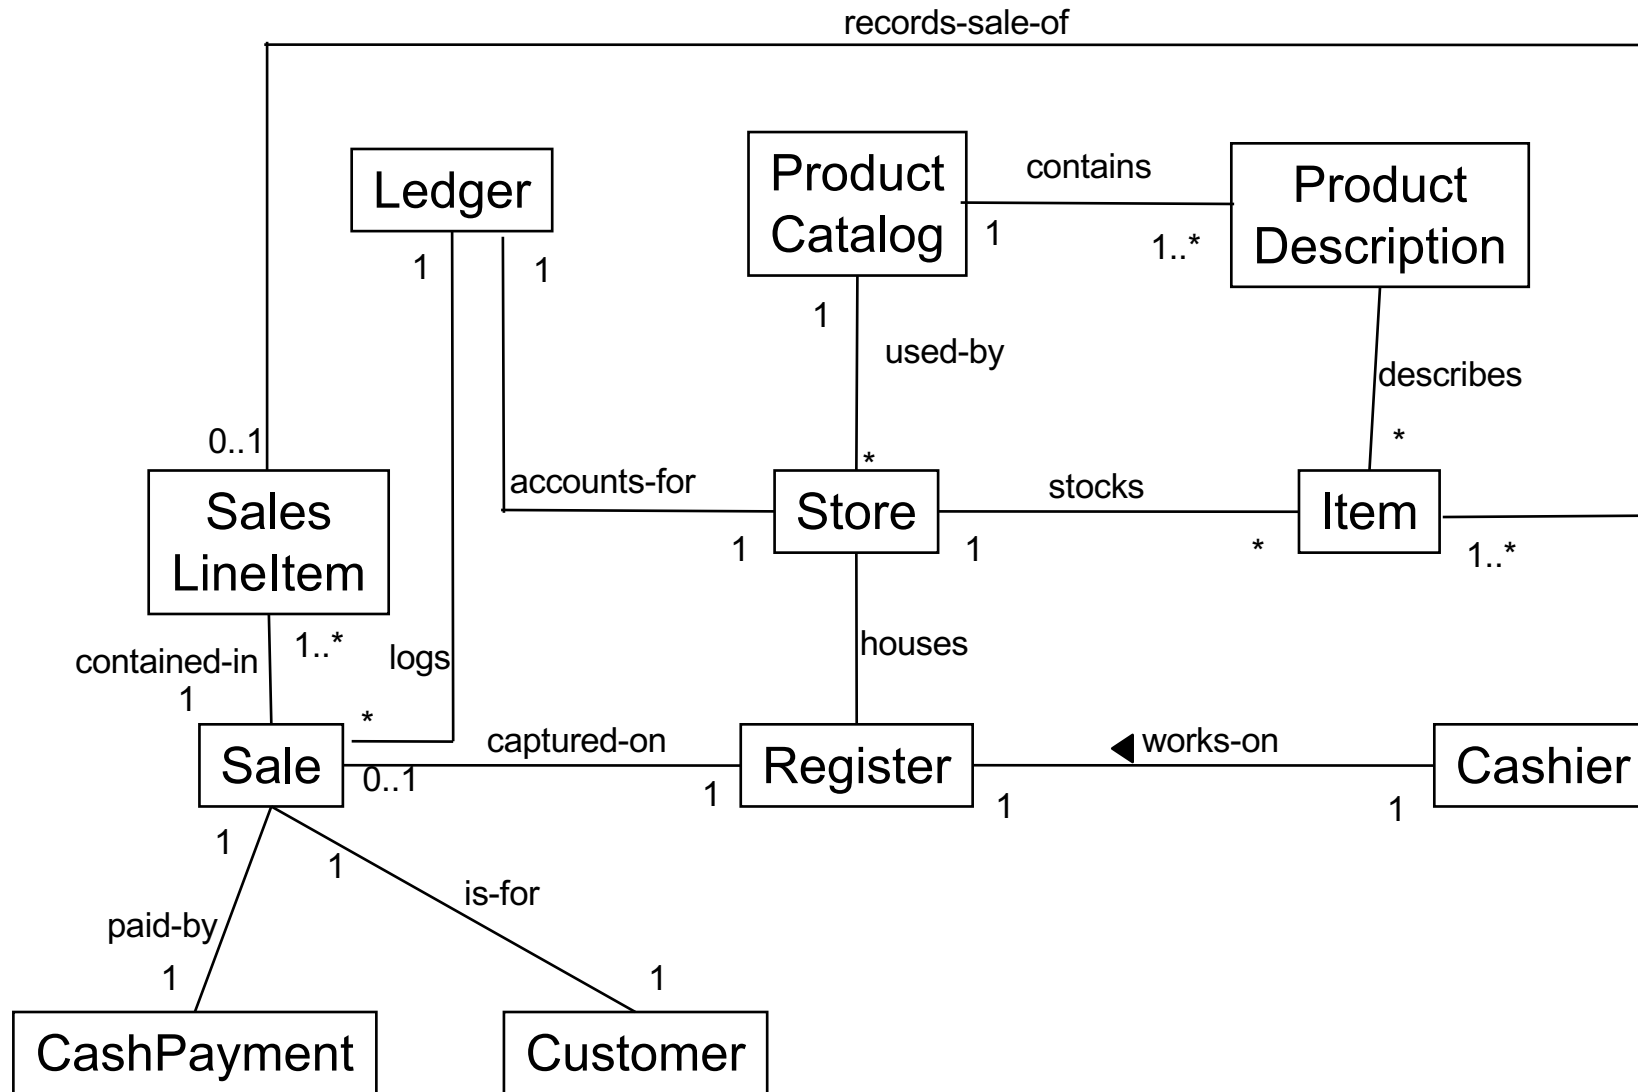 records-sale-of
Ledger
Product
Catalog
contains
Product
Description
1
1
1
1..*
1
used-by
describes
0..1
*
*
Sales
LineItem
accounts-for
Store
stocks
Item
1
1
*
1..*
1..*
contained-in
logs
houses
1
*
Sale
captured-on
Register
works-on
Cashier
0..1
1
1
1
1
1
is-for
paid-by
1
1
CashPayment
Customer